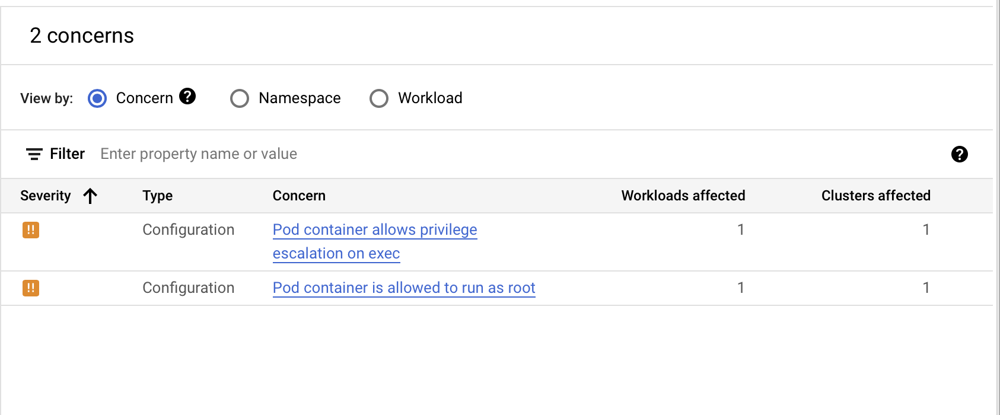 2 concerns
View by: Concern ? Namespace Workload
Filter Enter property name or value ?
Severity Type Concern Workloads affected Clusters affected
!! Configuration Pod container allows privilege 1 1
escalation on exec
!! Configuration Pod container is allowed to run as root 1 1